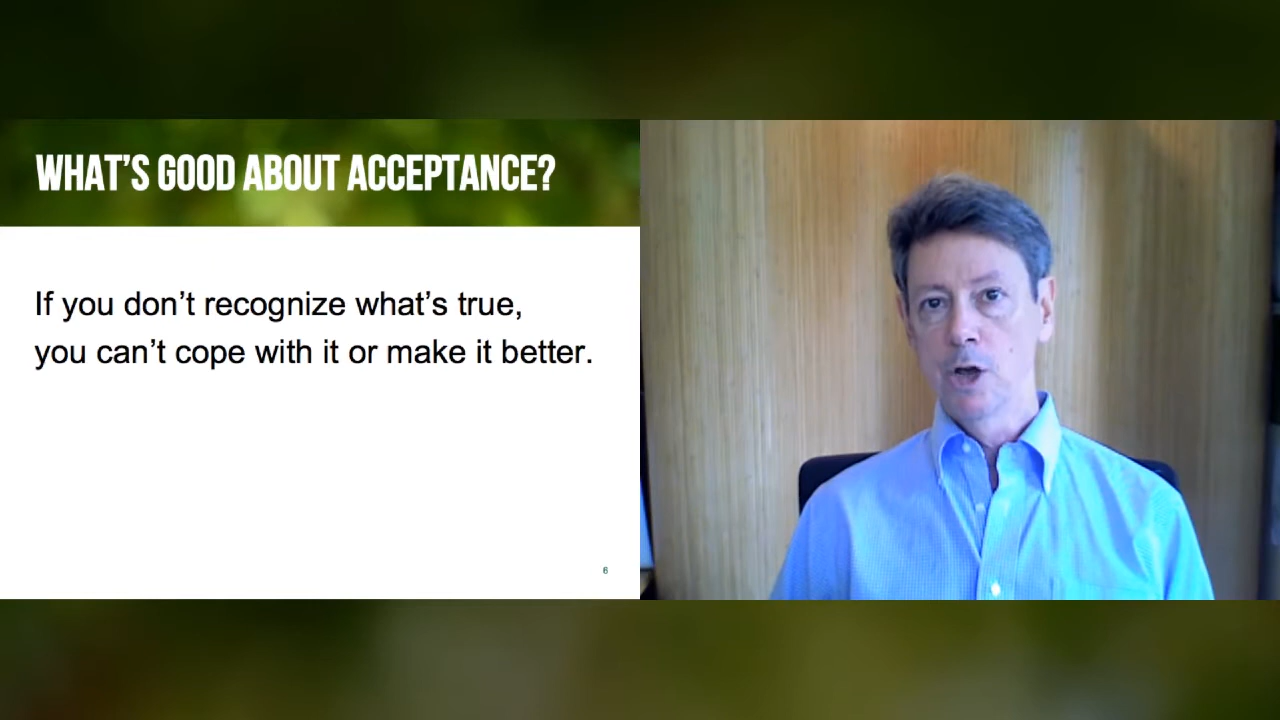 WHAT'S GOOD ABOUT ACCEPTANCE?
If you don't recognize what's true,
you can't cope with it or make it better.
6